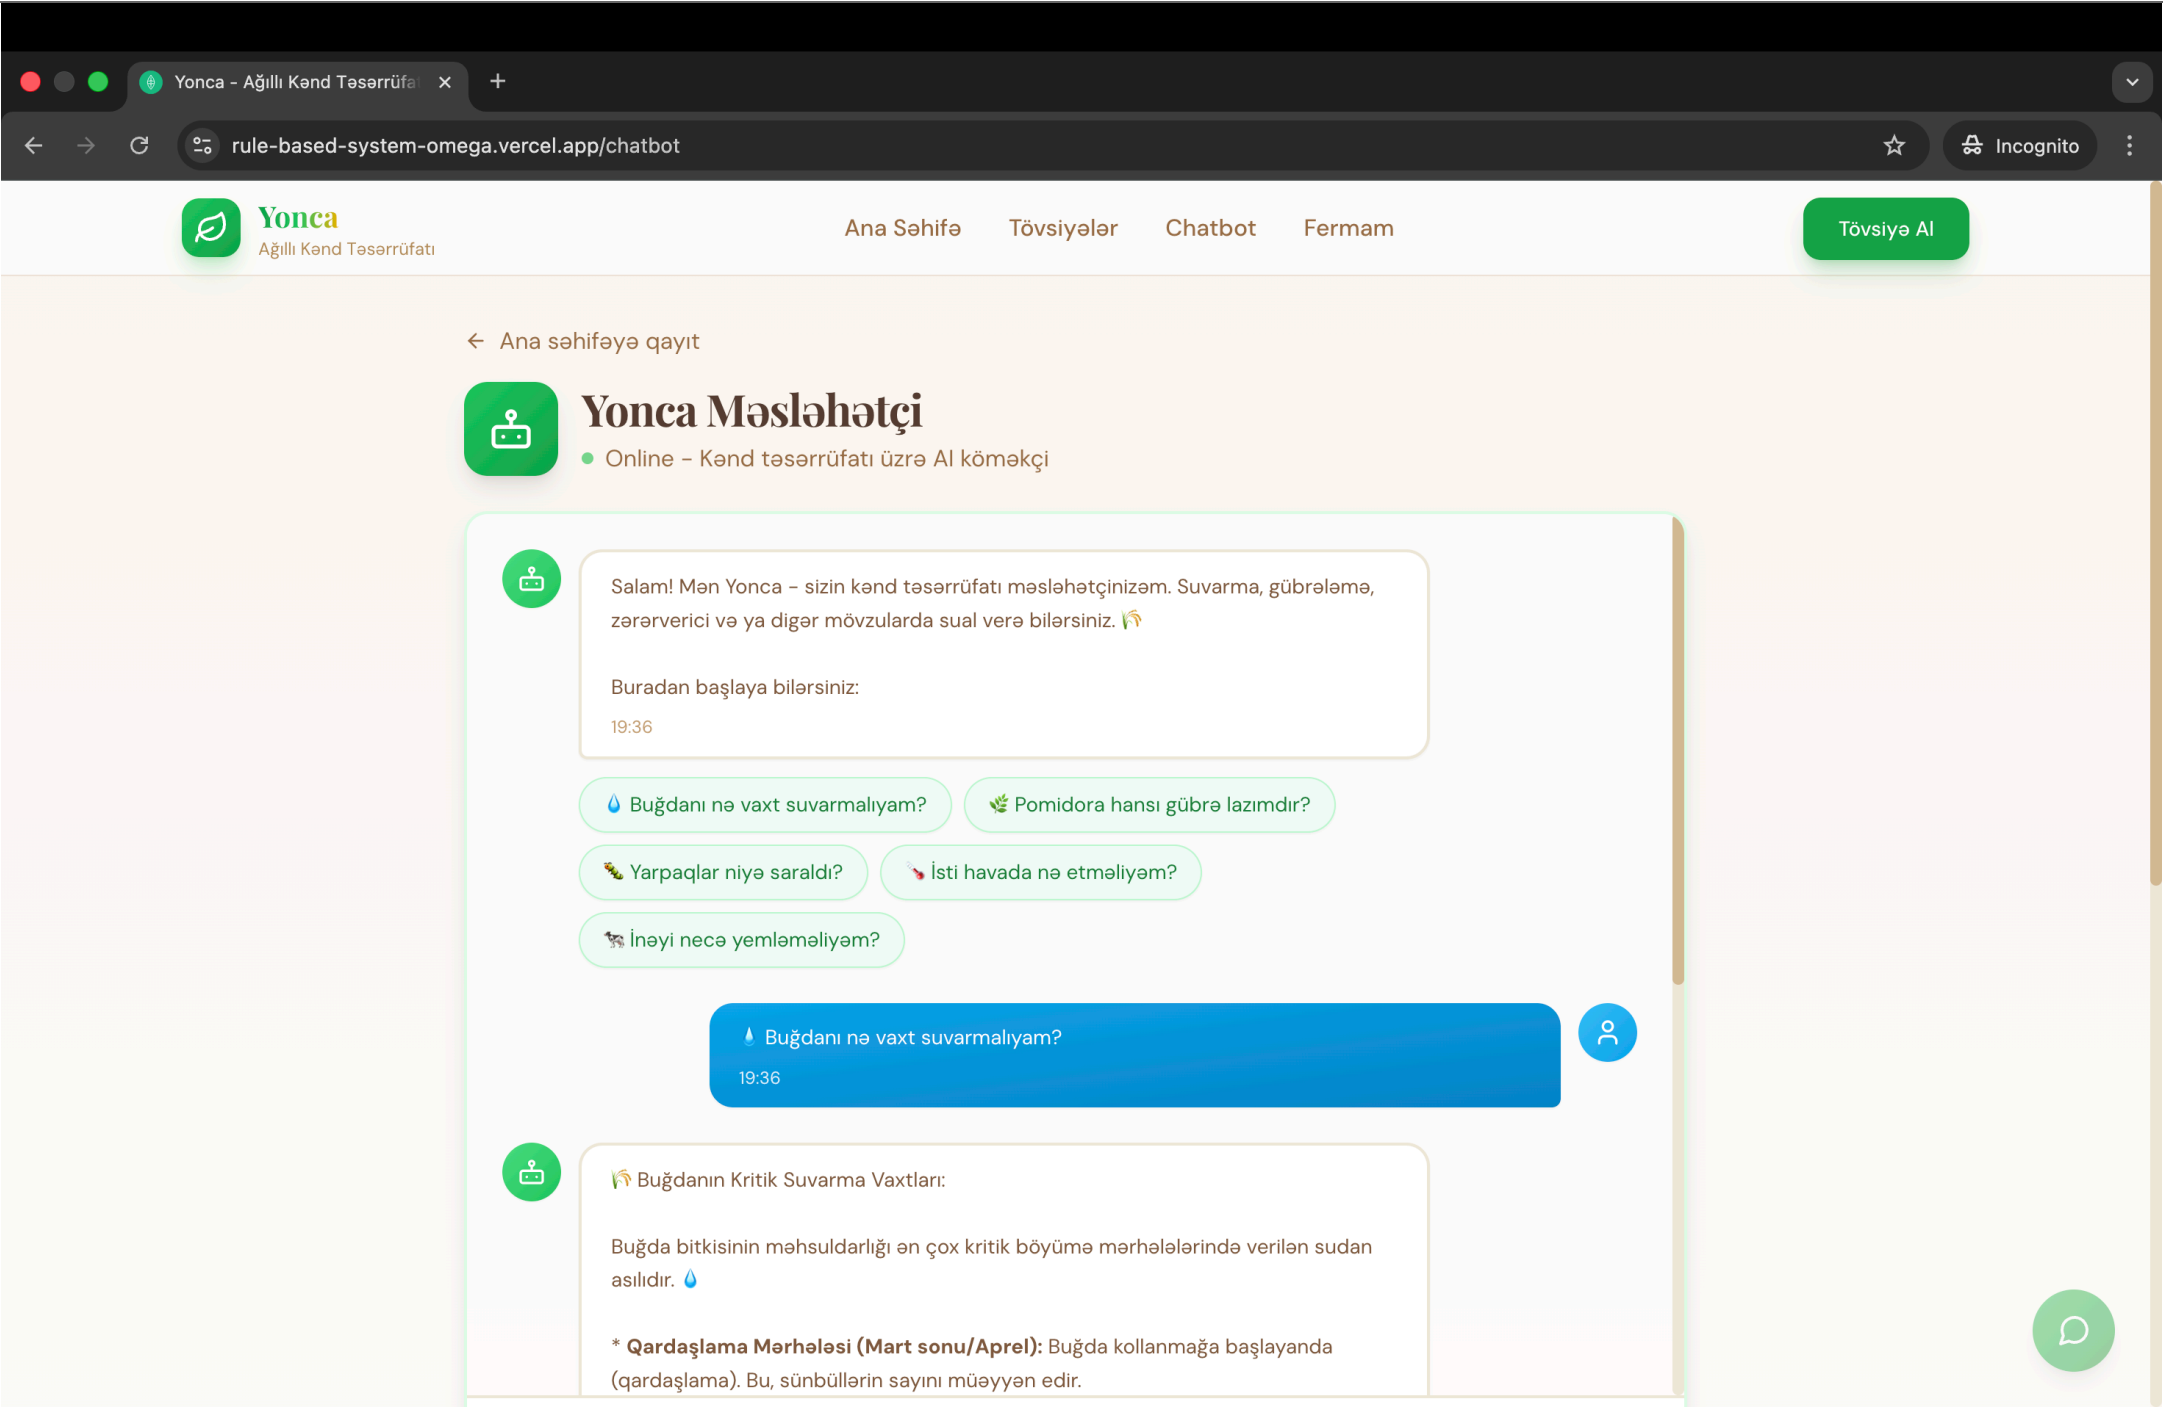 Yonca - Ağıllı Kənd Təsərrüfa
rule-based-system-omega.vercel.app/chatbot
Incognito
Yonca
Ağıllı Kənd Təsərrüfatı
Ana Səhifə
Tövsiyələr
Chatbot
Fermam
Tövsiyə Al
← Ana səhifəyə qayıt
Yonca Məsləhətçi
Online - Kənd təsərrüfatı üzrə AI köməkçi
Salam! Mən Yonca - sizin kənd təsərrüfatı məsləhətçinizəm. Suvarma, gübrələmə,
zərərverici və ya digər mövzularda sual verə bilərsiniz. 🌾
Buradan başlaya bilərsiniz:
19:36
💧 Buğdanı nə vaxt suvarmalıyam?
🌿 Pomidora hansı gübrə lazımdır?
🐛 Yarpaqlar niyə saraldı?
🌡️ İsti havada nə etməliyəm?
🐄 İnəyi necə yemləməliyəm?
💧 Buğdanı nə vaxt suvarmalıyam?
19:36
🌾 Buğdanın Kritik Suvarma Vaxtları:
Buğda bitkisinin məhsuldarlığı ən çox kritik böyümə mərhələlərində verilən sudan
asılıdır. 💧
* Qardaşlama Mərhələsi (Mart sonu/Aprel): Buğda kollanmağa başlayanda
(qardaşlama). Bu, sünbüllərin sayını müəyyən edir.